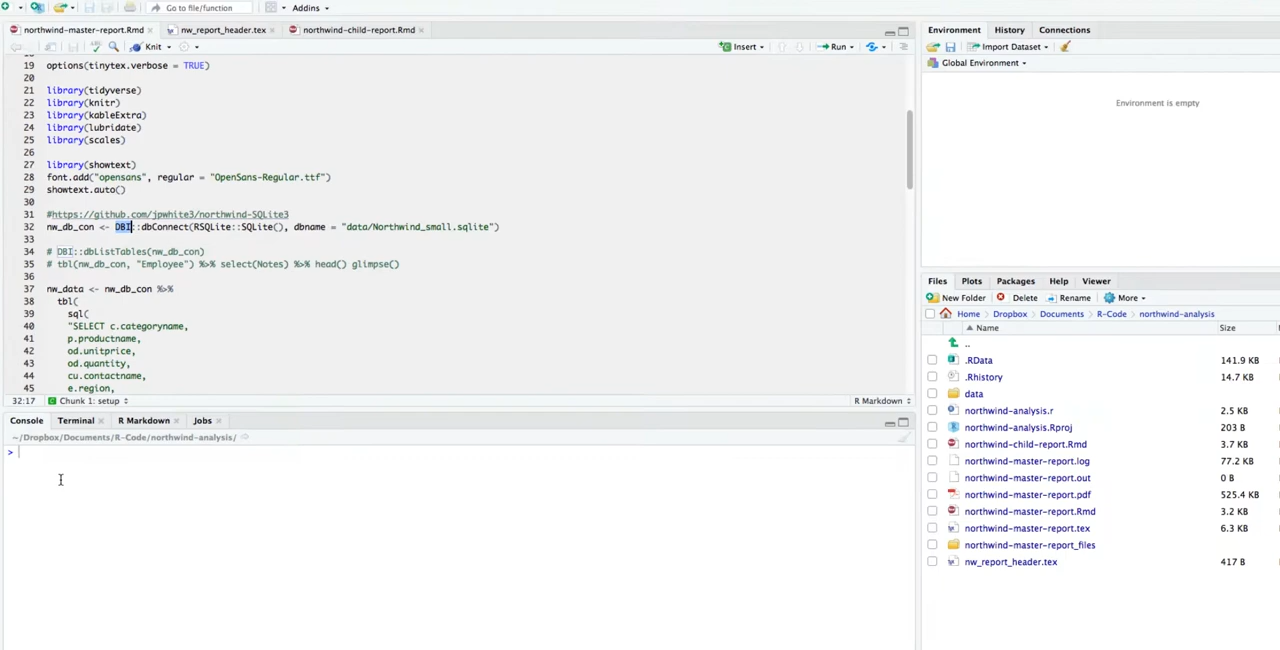 Go to file/function
Addins
northwind-master-report.Rmd
nw_report_header.tex
northwind-child-report.Rmd
Knit
Insert
Run
19 options(tinytex.verbose = TRUE)
20
21 library(tidyverse)
22 library(knitr)
23 library(kableExtra)
24 library(lubridate)
25 library(scales)
26
27 library(showtext)
28 font.add("opensans", regular = "OpenSans-Regular.ttf")
29 showtext.auto()
30
31 #https://github.com/jpwhite3/northwind-SQLite3
32 nw_db_con <- DBI::dbConnect(RSQLite::SQLite(), dbname = "data/Northwind_small.sqlite")
33
34 # DBI::dbListTables(nw_db_con)
35 # tbl(nw_db_con, "Employee") %>% select(Notes) %>% head() glimpse()
36
37 nw_data <- nw_db_con %>%
38 tbl(
39 sql(
40 "SELECT c.categoryname,
41 p.productname,
42 od.unitprice,
43 od.quantity,
44 cu.contactname,
45 e.region,
32:17 Chunk 1: setup R Markdown
Console Terminal R Markdown Jobs
~/Dropbox/Documents/R-Code/northwind-analysis/
>
Environment History Connections
Import Dataset
Global Environment
Environment is empty
Files Plots Packages Help Viewer
New Folder Delete Rename More
Home Dropbox Documents R-Code northwind-analysis
Name Size
..
.RData 141.9 KB
.Rhistory 14.7 KB
data
northwind-analysis.r 2.5 KB
northwind-analysis.Rproj 203 B
northwind-child-report.Rmd 3.7 KB
northwind-master-report.log 77.2 KB
northwind-master-report.out 0 B
northwind-master-report.pdf 525.4 KB
northwind-master-report.Rmd 3.2 KB
northwind-master-report.tex 6.3 KB
northwind-master-report_files
nw_report_header.tex 417 B